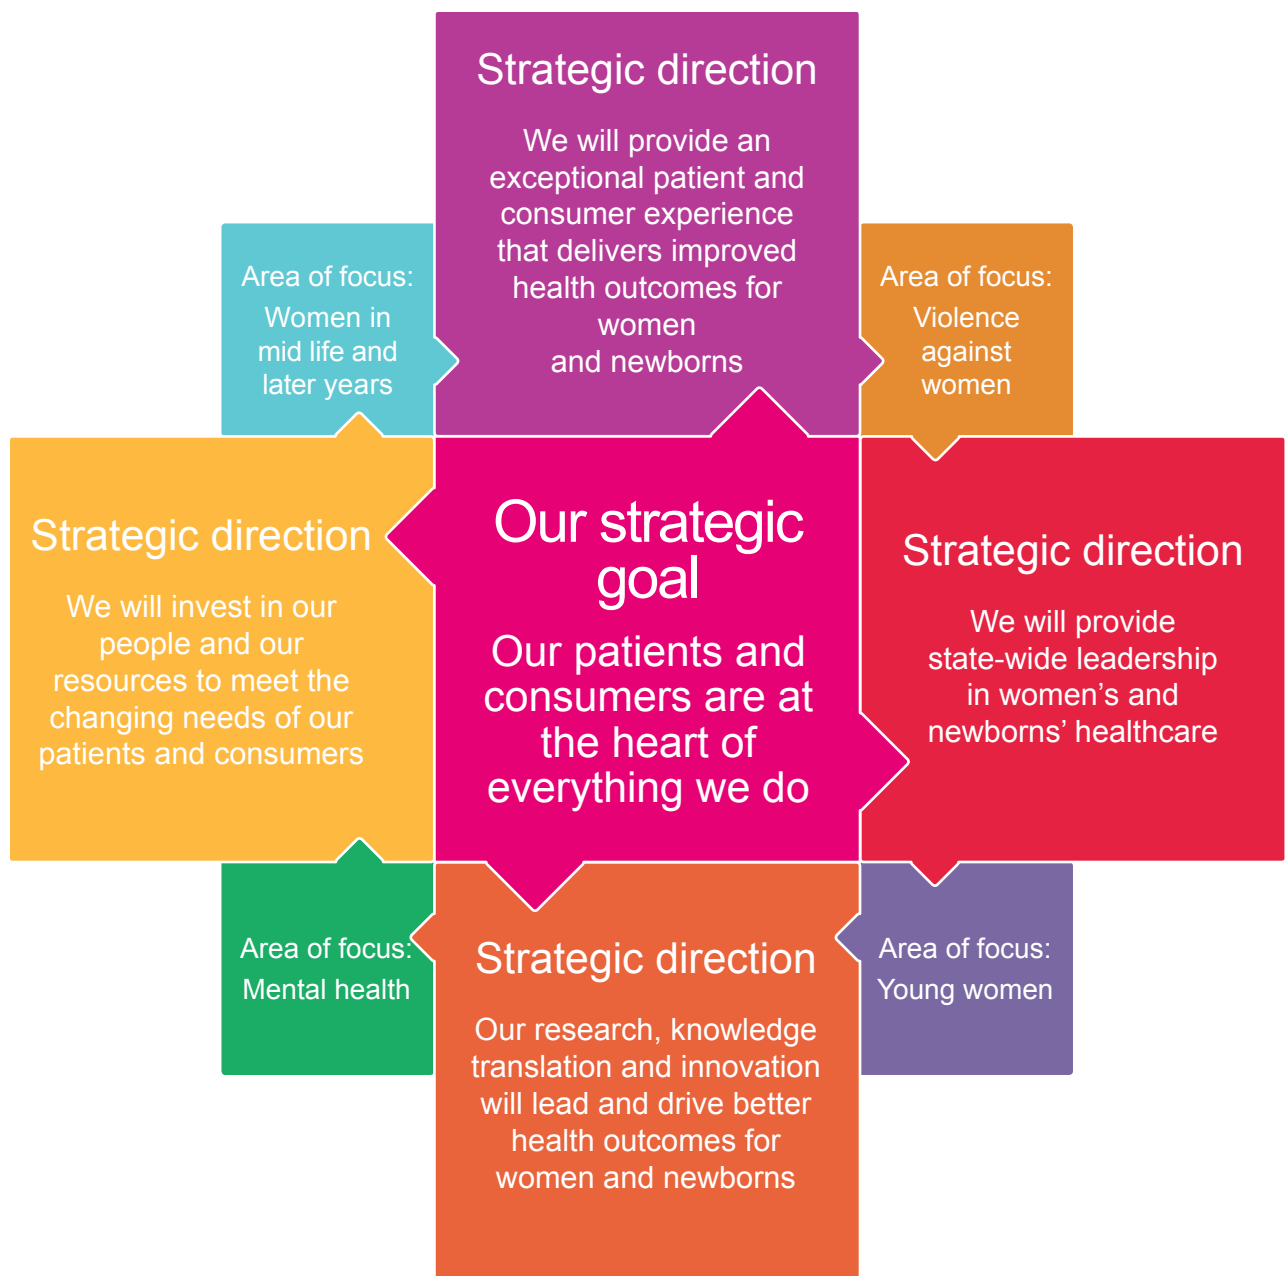 Strategic direction
We will provide an
exceptional patient and
consumer experience
that delivers improved
health outcomes for
women
and newborns
Area of focus:
Women in
mid life and
later years
Area of focus:
Violence
against
women
Strategic direction
We will invest in our
people and our
resources to meet the
changing needs of our
patients and consumers
Our strategic
goal
Our patients and
consumers are at
the heart of
everything we do
Strategic direction
We will provide
state-wide leadership
in women’s and
newborns’ healthcare
Area of focus:
Mental health
Strategic direction
Our research, knowledge
translation and innovation
will lead and drive better
health outcomes for
women and newborns
Area of focus:
Young women